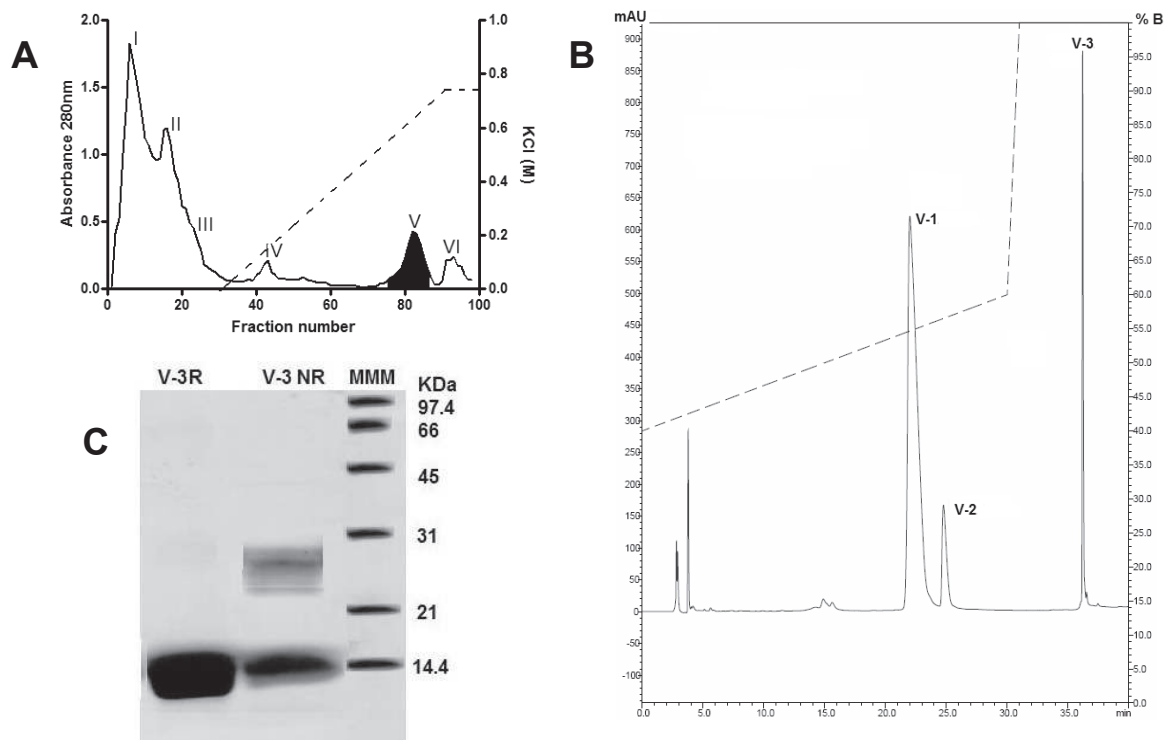 A
Absorbance 280nm
2.0
1.5
1.0
0.5
0.0
I
II
III
IV
V
VI
1.0
0.8
0.6
0.4
0.2
0.0
KCl (M)
0 20 40 60 80 100
Fraction number
B
mAU
900
850
800
750
700
650
600
550
500
450
400
350
300
250
200
150
100
50
0
-50
-100
V-1
V-2
V-3
% B
95.0
90.0
85.0
80.0
75.0
70.0
65.0
60.0
55.0
50.0
45.0
40.0
35.0
30.0
25.0
20.0
15.0
10.0
5.0
0.0
0.0 5.0 10.0 15.0 20.0 25.0 30.0 35.0 min
C
V-3R V-3 NR MMM KDa
97.4
66
45
31
21
14.4